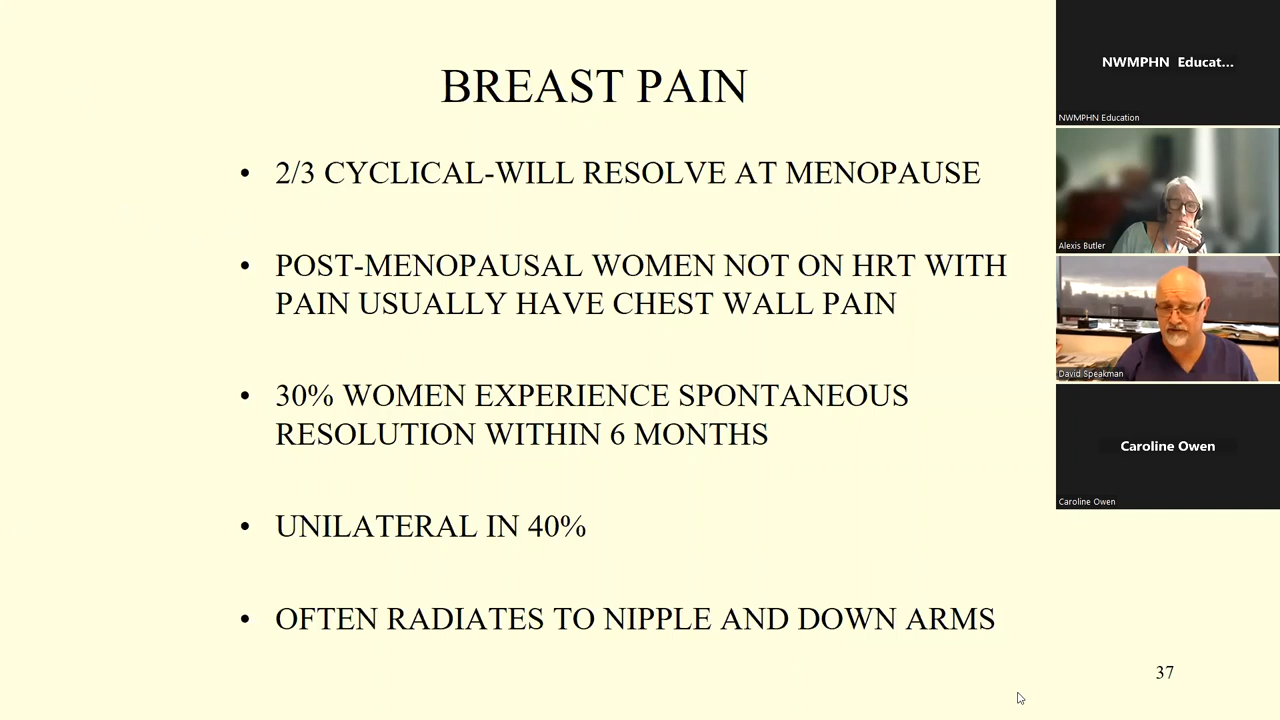 BREAST PAIN
• 2/3 CYCLICAL-WILL RESOLVE AT MENOPAUSE
• POST-MENOPAUSAL WOMEN NOT ON HRT WITH
PAIN USUALLY HAVE CHEST WALL PAIN
• 30% WOMEN EXPERIENCE SPONTANEOUS
RESOLUTION WITHIN 6 MONTHS
• UNILATERAL IN 40%
• OFTEN RADIATES TO NIPPLE AND DOWN ARMS
37
NWMPHN Educat...
NWMPHN Education
Alexis Butler
David Speakman
Caroline Owen
Caroline Owen